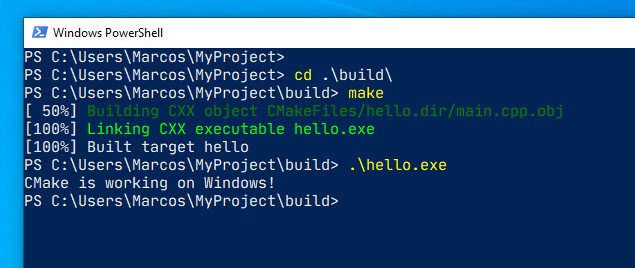 Windows PowerShell
PS C:\Users\Marcos\MyProject>
PS C:\Users\Marcos\MyProject> cd .\build\
PS C:\Users\Marcos\MyProject\build> make
[ 50%] Building CXX object CMakeFiles/hello.dir/main.cpp.obj
[100%] Linking CXX executable hello.exe
[100%] Built target hello
PS C:\Users\Marcos\MyProject\build> .\hello.exe
CMake is working on Windows!
PS C:\Users\Marcos\MyProject\build>